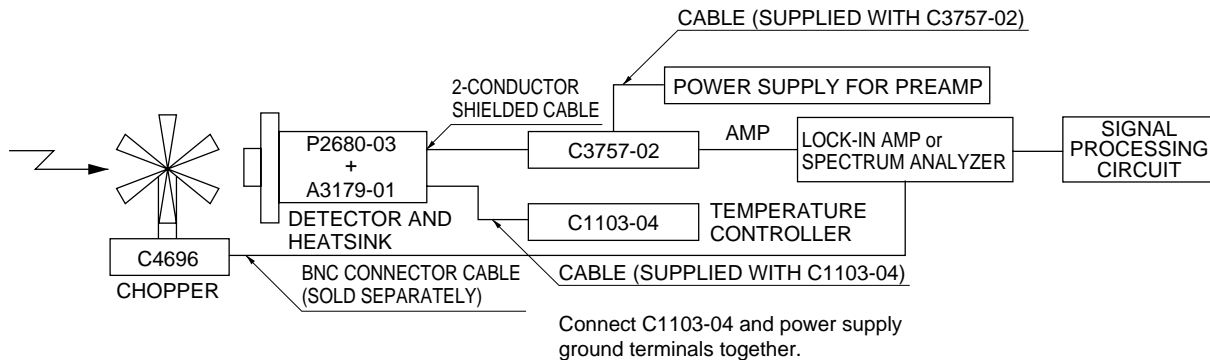 CABLE (SUPPLIED WITH C3757-02)
2-CONDUCTOR
SHIELDED CABLE
POWER SUPPLY FOR PREAMP
P2680-03
+
A3179-01
DETECTOR AND
HEATSINK
C3757-02
AMP
LOCK-IN AMP or
SPECTRUM ANALYZER
SIGNAL
PROCESSING
CIRCUIT
C1103-04
TEMPERATURE
CONTROLLER
C4696
CHOPPER
BNC CONNECTOR CABLE
(SOLD SEPARATELY)
CABLE (SUPPLIED WITH C1103-04)
Connect C1103-04 and power supply
ground terminals together.